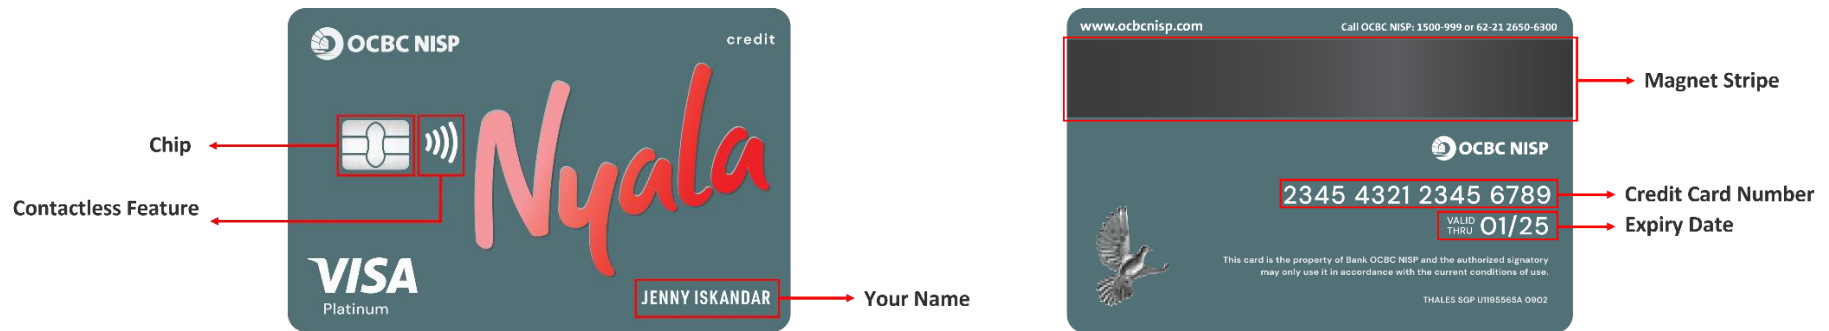 OCBC NISP
credit
Nyala
Chip
Contactless Feature
VISA
Platinum
JENNY ISKANDAR
Your Name
www.ocbcnisp.com
Call OCBC NISP: 1500-999 or 62-21 2650-6300
Magnet Stripe
OCBC NISP
2345 4321 2345 6789
Credit Card Number
VALID
THRU 01/25
Expiry Date
This card is the property of Bank OCBC NISP and the authorized signatory
may only use it in accordance with the current conditions of use.
THALES SGP U1195565A 0902